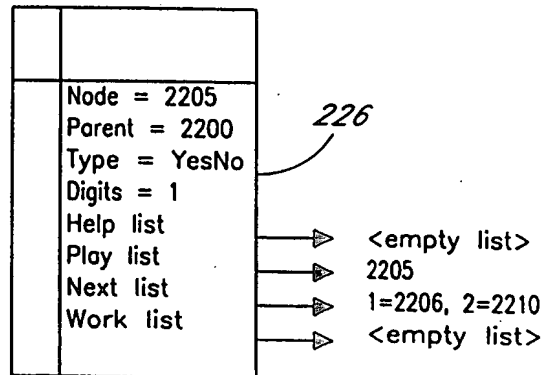 Node = 2205
Parent = 2200
Type = YesNo
Digits = 1
Help list
Play list
Next list
Work list
226
<empty list>
2205
1=2206, 2=2210
<empty list>